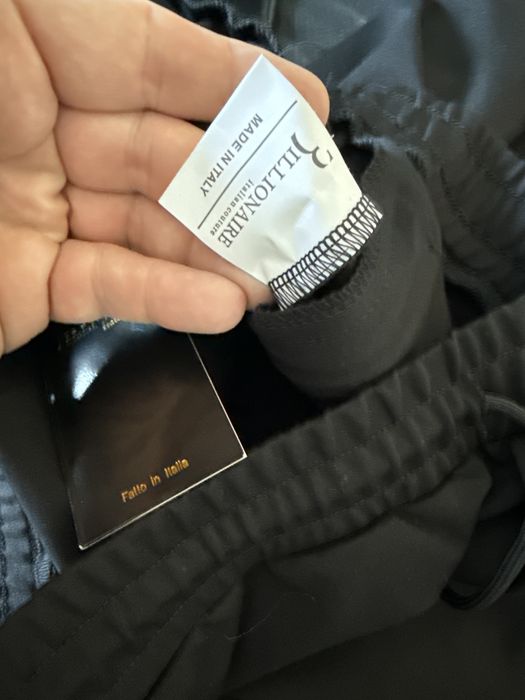 BILLIONAIRE
italian couture
MADE IN ITALY
Fatto in Italia